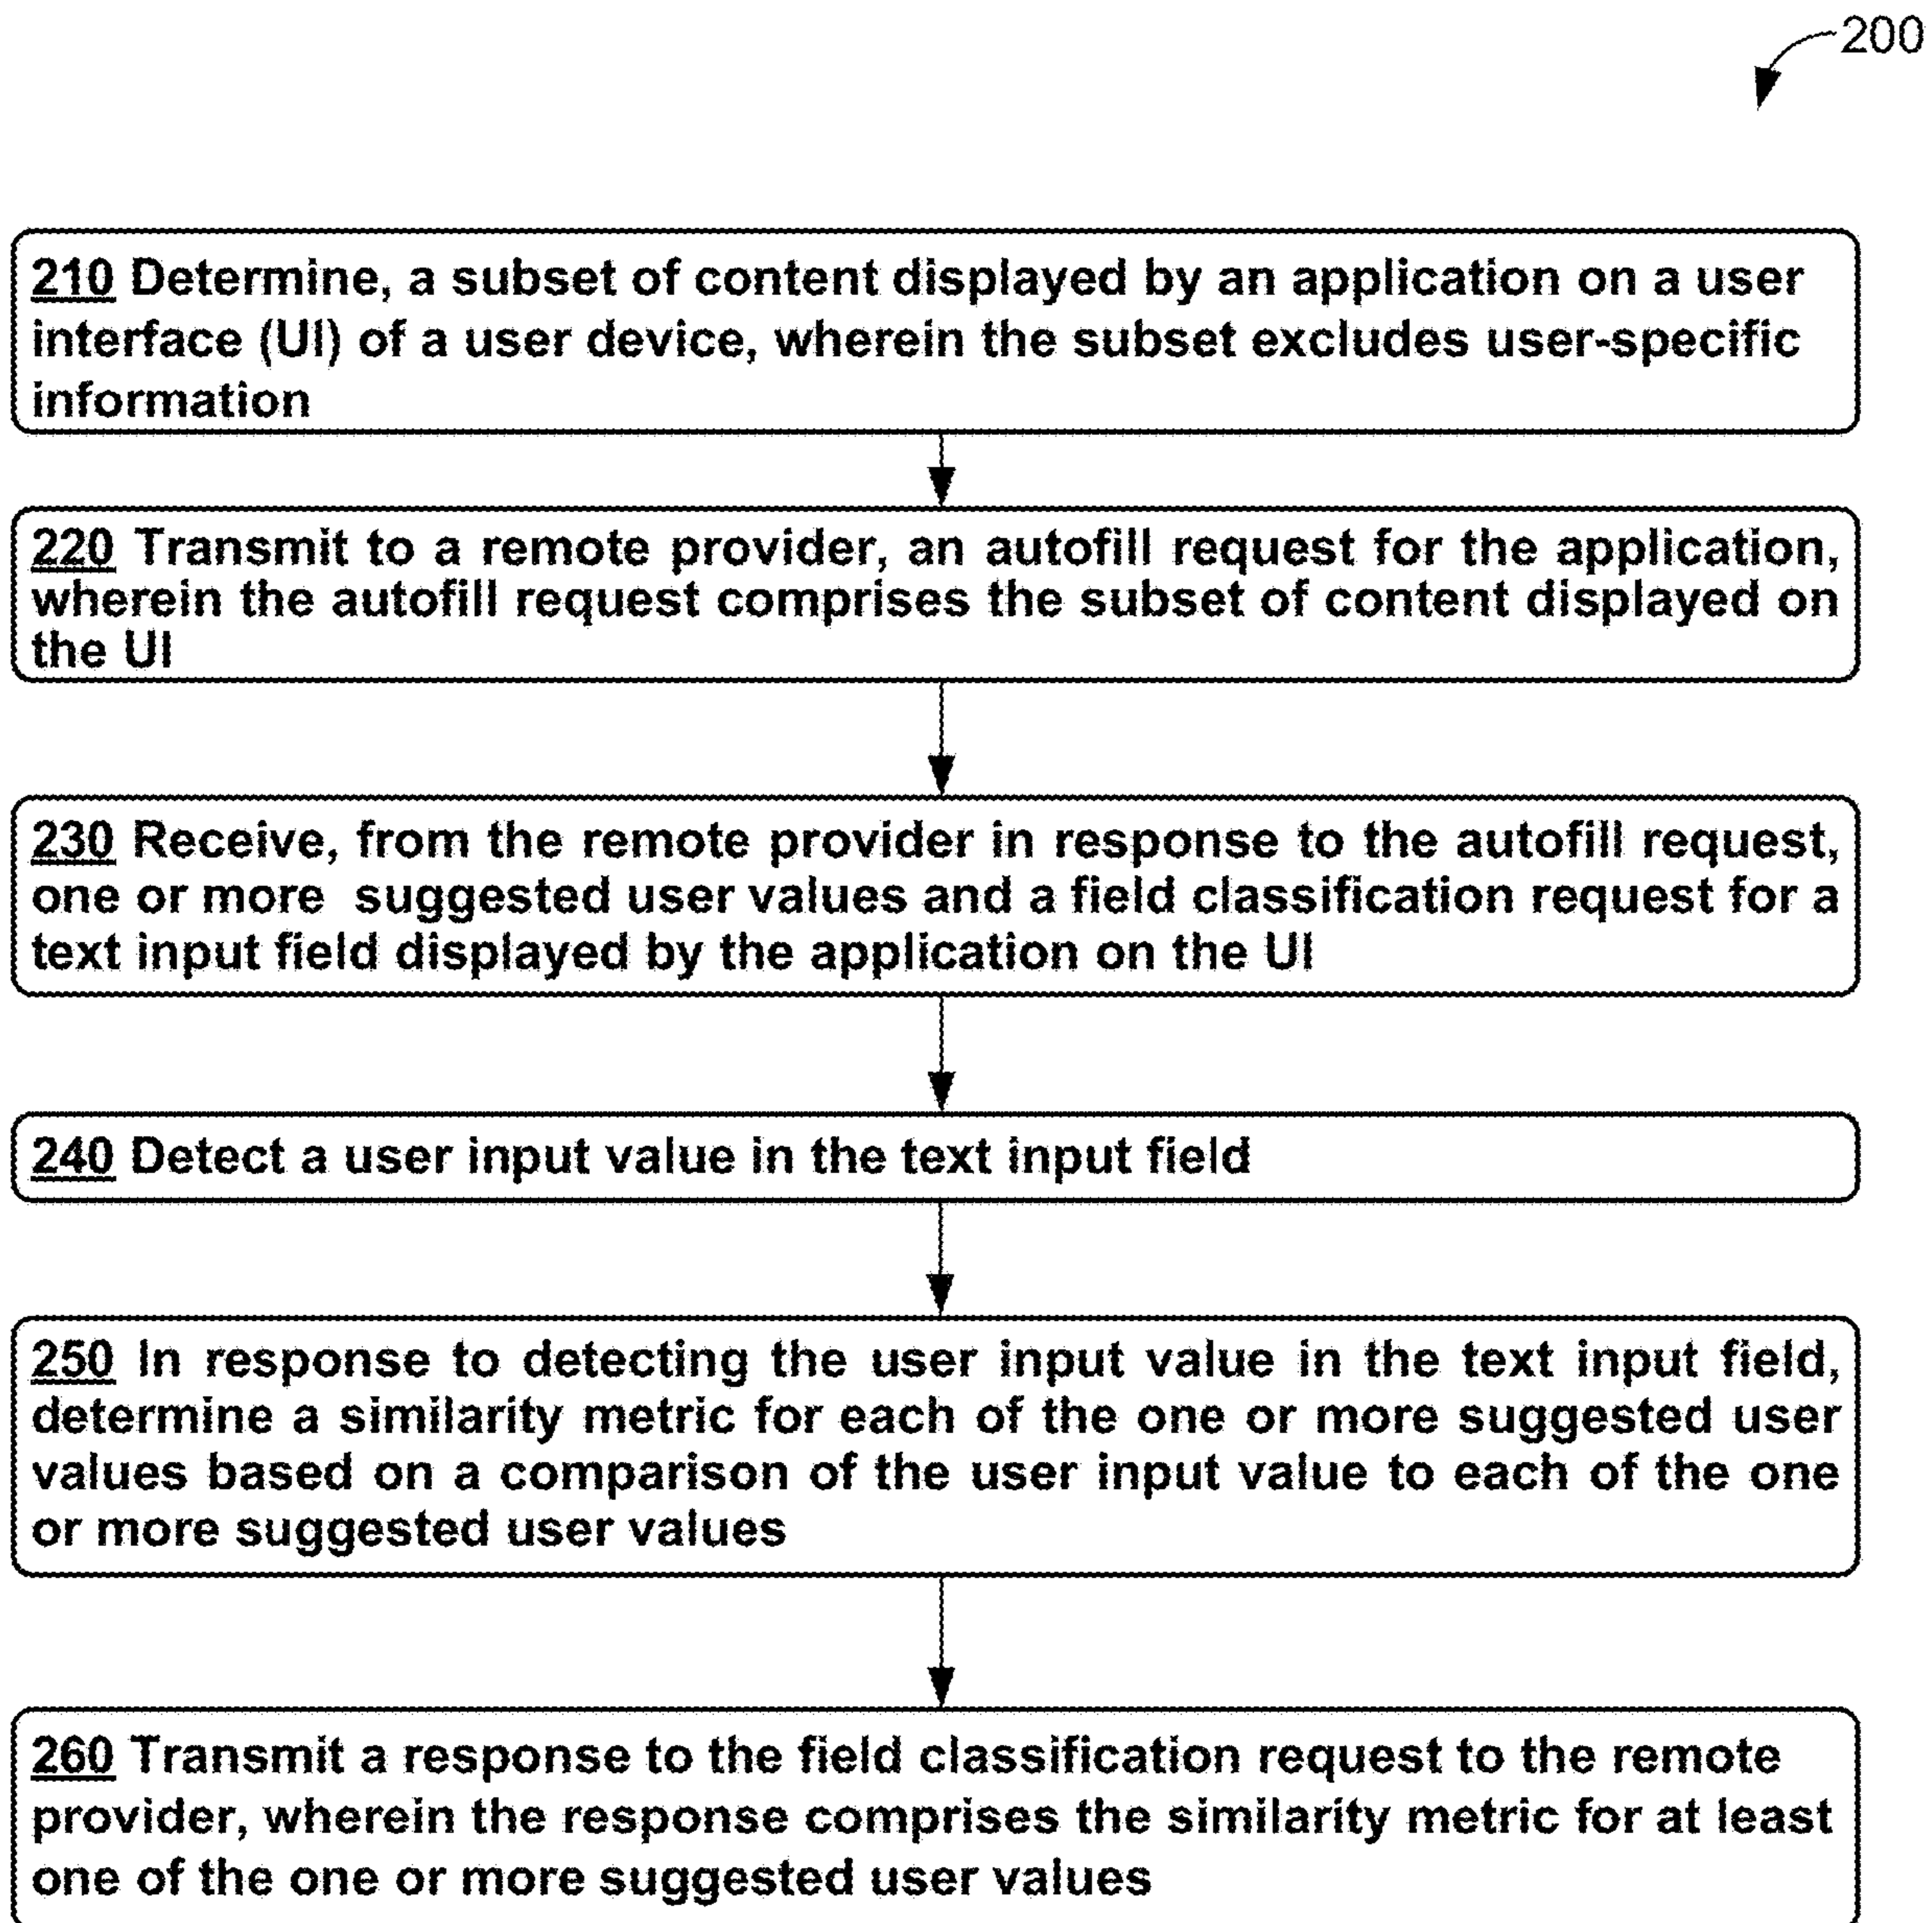 200
210 Determine, a subset of content displayed by an application on a user
interface (UI) of a user device, wherein the subset excludes user-specific
information
220 Transmit to a remote provider, an autofill request for the application,
wherein the autofill request comprises the subset of content displayed on
the UI
230 Receive, from the remote provider in response to the autofill request,
one or more suggested user values and a field classification request for a
text input field displayed by the application on the UI
240 Detect a user input value in the text input field
250 In response to detecting the user input value in the text input field,
determine a similarity metric for each of the one or more suggested user
values based on a comparison of the user input value to each of the one
or more suggested user values
260 Transmit a response to the field classification request to the remote
provider, wherein the response comprises the similarity metric for at least
one of the one or more suggested user values